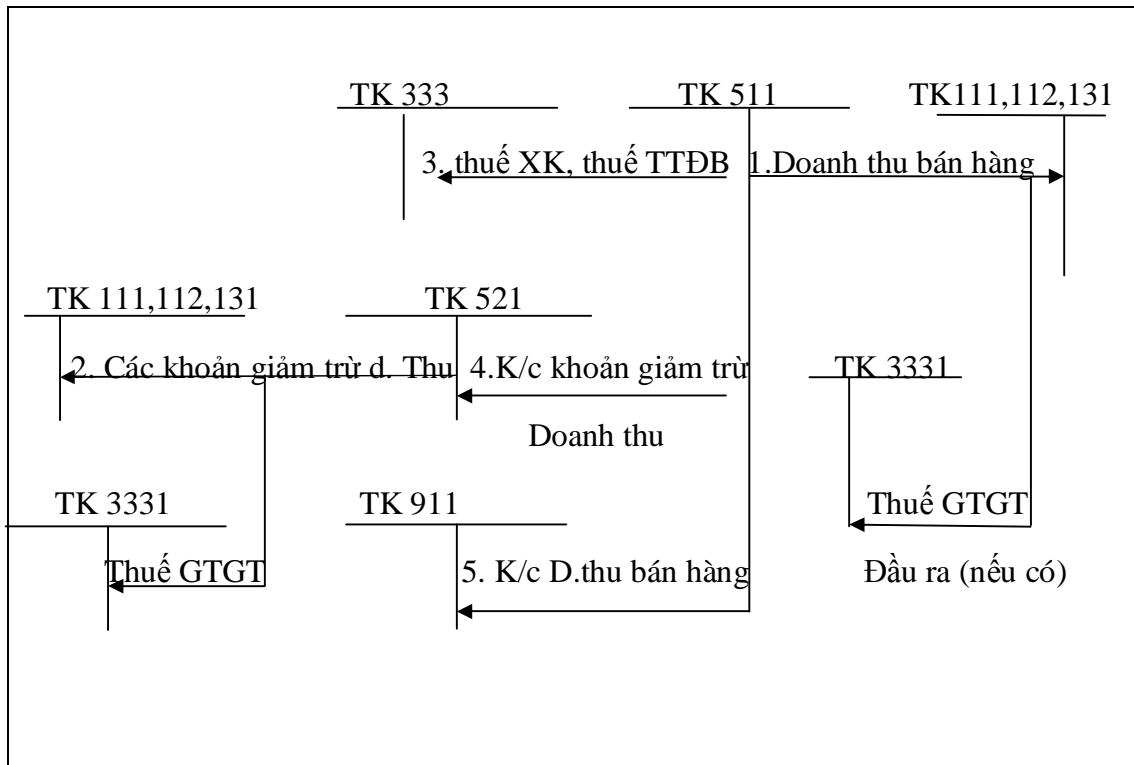 TK 333 TK 511 TK111,112,131
3. thuế XK, thuế TTĐB 1.Doanh thu bán hàng
TK 111,112,131 TK 521
2. Các khoản giảm trừ d. Thu 4.K/c khoản giảm trừ TK 3331
Doanh thu
TK 3331 TK 911 Thuế GTGT
Thuế GTGT 5. K/c D.thu bán hàng Đầu ra (nếu có)